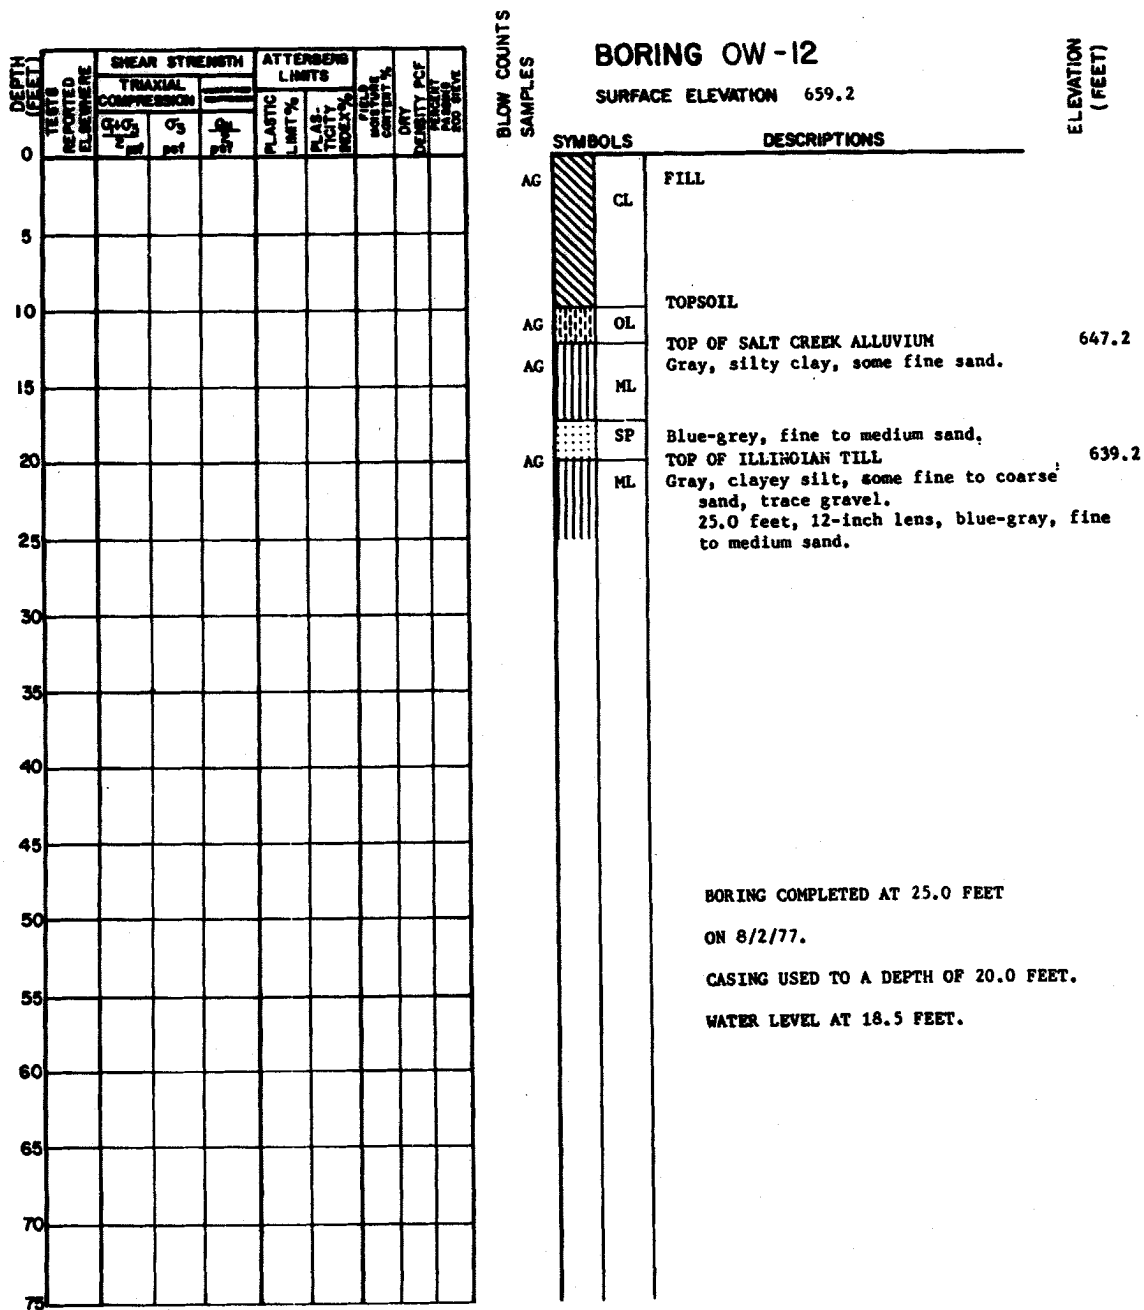 BORING OW-12
SURFACE ELEVATION 659.2
DEPTH (FEET)
TESTS REPORTED ELSEWHERE
SHEAR STRENGTH
TRIAXIAL COMPRESSION
σ3
psf
ATTERBERG LIMITS
PLASTIC LIMIT %
PLAS-
TICITY
INDEX %
FIELD MOISTURE CONTENT %
DRY DENSITY PCF
PERCENT PASSING 200 SIEVE
BLOW COUNTS
SAMPLES
ELEVATION (FEET)
SYMBOLS DESCRIPTIONS
0
AG CL FILL
5
TOPSOIL
10
AG OL
TOP OF SALT CREEK ALLUVIUM 647.2
AG Gray, silty clay, some fine sand.
15 ML
SP Blue-grey, fine to medium sand.
20 AG TOP OF ILLINOIAN TILL 639.2
ML Gray, clayey silt, some fine to coarse
sand, trace gravel.
25.0 feet, 12-inch lens, blue-gray, fine
25 to medium sand.
30
35
40
45
BORING COMPLETED AT 25.0 FEET
50
ON 8/2/77.
CASING USED TO A DEPTH OF 20.0 FEET.
55
WATER LEVEL AT 18.5 FEET.
60
65
70
75